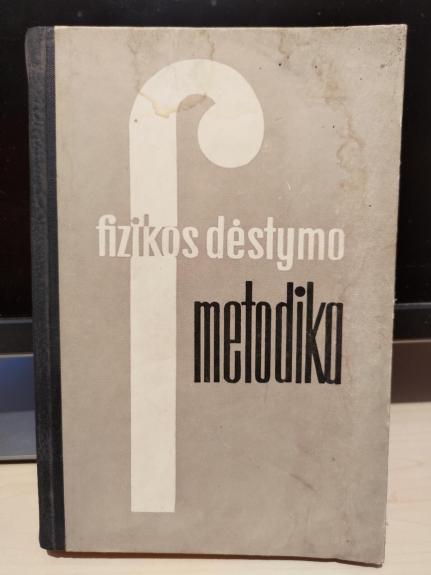 f
fizikos dėstymo
metodika